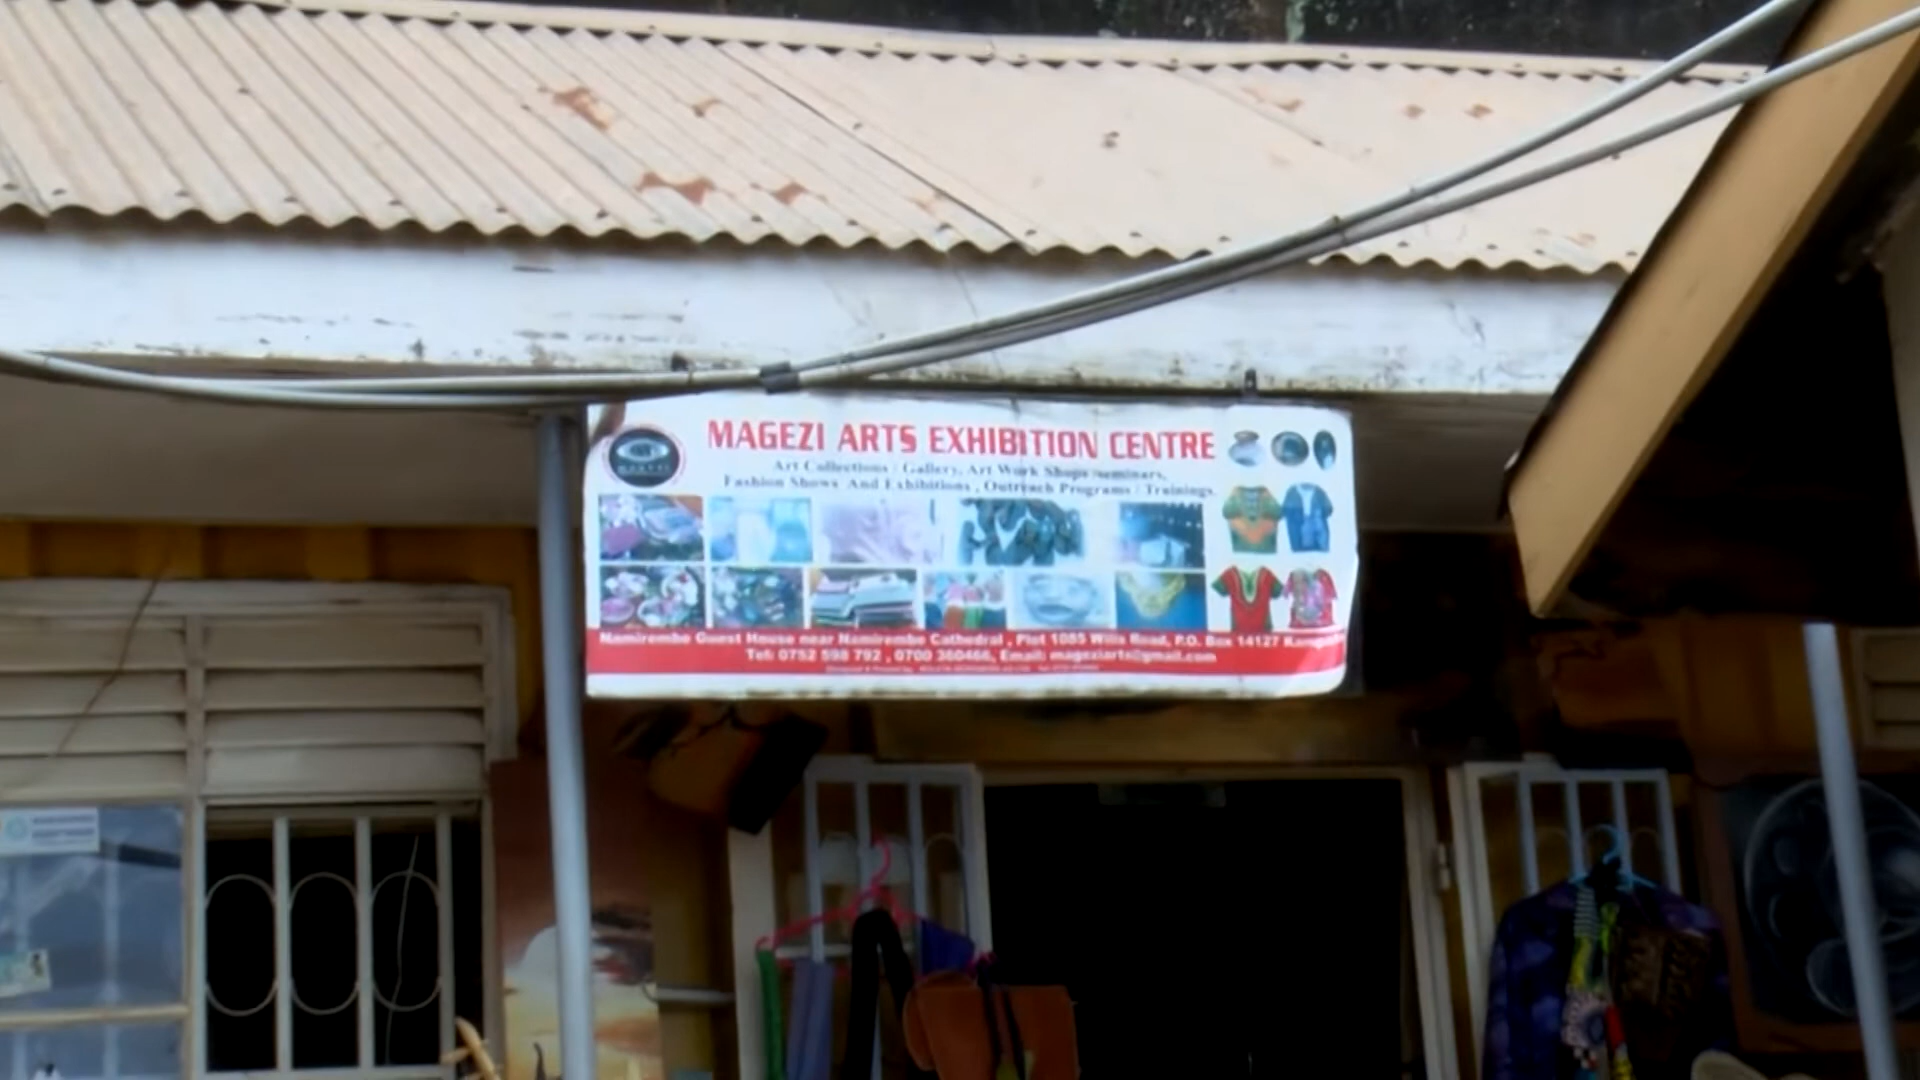 MAGEZI ARTS EXHIBITION CENTRE
Art Collections / Gallery, Art Work Shops /seminars,
Fashion Shows And Exhibitions , Outreach Programs / Trainings.
Namirembe Guest House near Namirembe Cathedral , Plot 1085 Willis Road, P.O. Box 14127 Kampala
Tel: 0752 598 792 , 0700 360466, Email: mageziarts@gmail.com